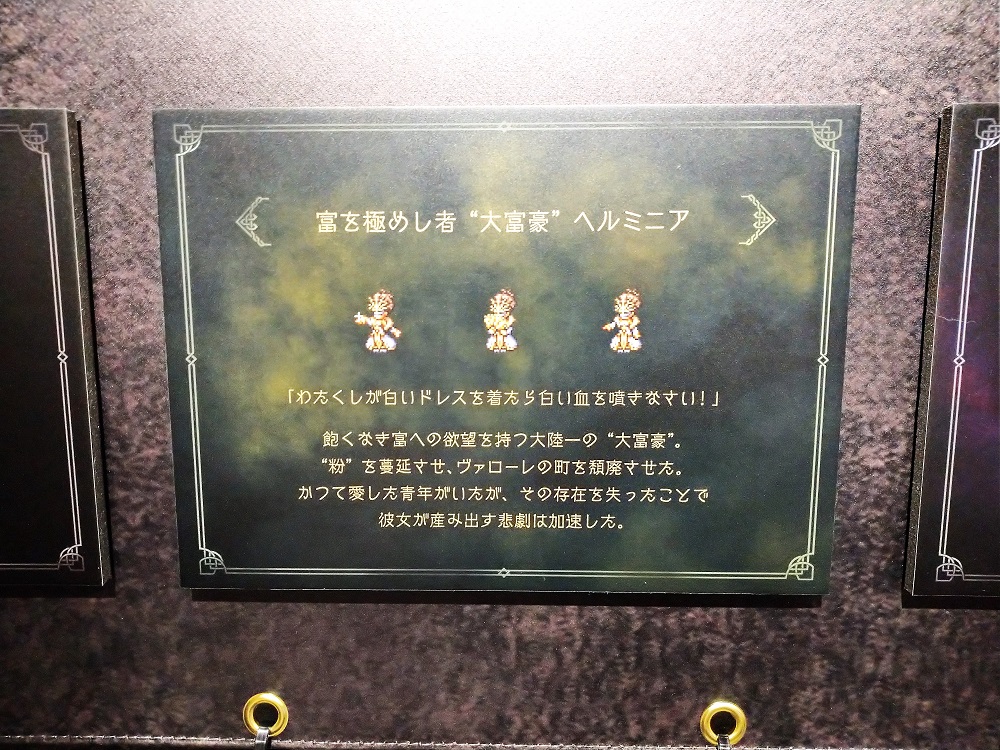 富を極めし者 “大富豪” ヘルミニア
「わたくしが白いドレスを着たら白い血を噴きなさい！」
飽くなき富への欲望を持つ大陸一の “大富豪”。
“粉” を蔓延させ、ヴァローレの町を頽廃させた。
かつて愛した青年がいたが、その存在を失ったことで
彼女が産み出す悲劇は加速した。